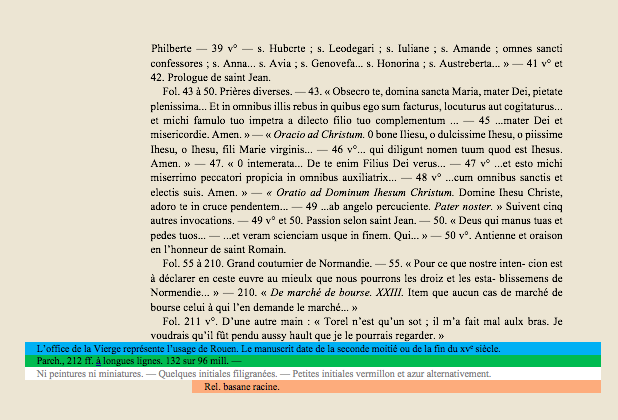 Philberte — 39 v° — s. Hubcrte ; s. Leodegari ; s. Iuliane ; s. Amande ; omnes sancti
confessores ; s. Anna... s. Avia ; s. Genovefa... s. Honorina ; s. Austreberta... » — 41 v° et
42. Prologue de saint Jean.
Fol. 43 à 50. Prières diverses. — 43. « Obsecro te, domina sancta Maria, mater Dei, pietate
plenissima... Et in omnibus illis rebus in quibus ego sum facturus, locuturus aut cogitaturus...
et michi famulo tuo impetra a dilecto filio tuo complementum ... — 45 ...mater Dei et
misericordie. Amen. » — « Oracio ad Christum. 0 bone Iliesu, o dulcissime Ihesu, o piissime
Ihesu, o Ihesu, fili Marie virginis... — 46 v°... qui diligunt nomen tuum quod est Ihesus.
Amen. » — 47. « 0 intemerata... De te enim Filius Dei verus... — 47 v° ...et esto michi
miserrimo peccatori propicia in omnibus auxiliatrix... — 48 v° ...cum omnibus sanctis et
electis suis. Amen. » — « Oratio ad Dominum Ihesum Christum. Domine Ihesu Christe,
adoro te in cruce pendentem... — 49 ...ab angelo percuciente. Pater noster. » Suivent cinq
autres invocations. — 49 v° et 50. Passion selon saint Jean. — 50. « Deus qui manus tuas et
pedes tuos... — ...et veram scienciam usque in finem. Qui... » — 50 v°. Antienne et oraison
en l'honneur de saint Romain.
Fol. 55 à 210. Grand coutumier de Normandie. — 55. « Pour ce que nostre inten- cion est
à déclarer en ceste euvre au mieulx que nous pourrons les droiz et les esta- blissemens de
Normendie... » — 210. « De marché de bourse. XXIII. Item que aucun cas de marché de
bourse celui à qui l'en demande le marché... »
Fol. 211 v°. D'une autre main : « Torel n'est qu'un sot ; il m'a fait mal aulx bras. Je
voudrais qu'il fût pendu aussy hault que je le pourrais regarder. »
L'office de la Vierge représente l'usage de Rouen. Le manuscrit date de la seconde moitié ou de la fin du xvᵉ siècle.
Parch., 212 ff. à longues lignes. 132 sur 96 mill. —
Ni peintures ni miniatures. — Quelques initiales filigranées. — Petites initiales vermillon et azur alternativement.
Rel. basane racine.